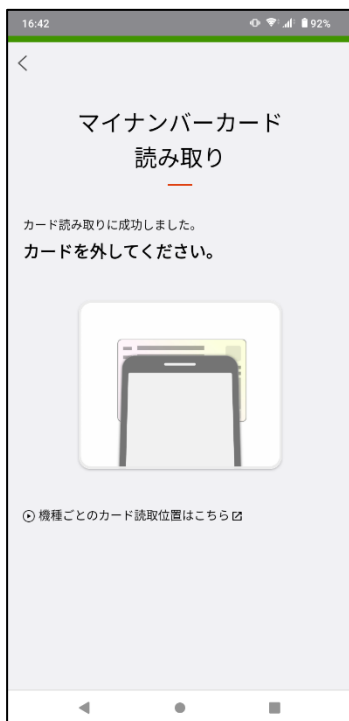 16:42
92%
マイナンバーカード
読み取り
カード読み取りに成功しました。
カードを外してください。
機種ごとのカード読取位置はこちら